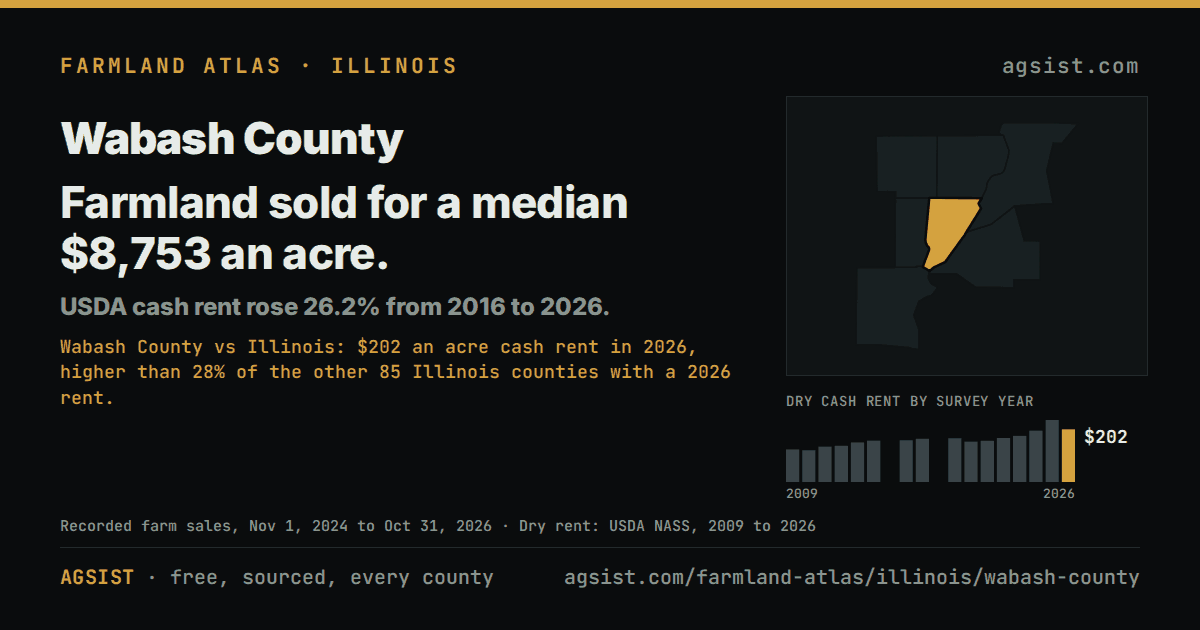 FARMLAND ATLAS · ILLINOIS
agsist.com
Wabash County
Farmland sold for a median
$8,753 an acre.
USDA cash rent rose 26.2% from 2016 to 2026.
Wabash County vs Illinois: $202 an acre cash rent in 2026,
higher than 28% of the other 85 Illinois counties with a 2026
rent.
DRY CASH RENT BY SURVEY YEAR
$202
2009
2026
Recorded farm sales, Nov 1, 2024 to Oct 31, 2026 · Dry rent: USDA NASS, 2009 to 2026
AGSIST · free, sourced, every county
agsist.com/farmland-atlas/illinois/wabash-county